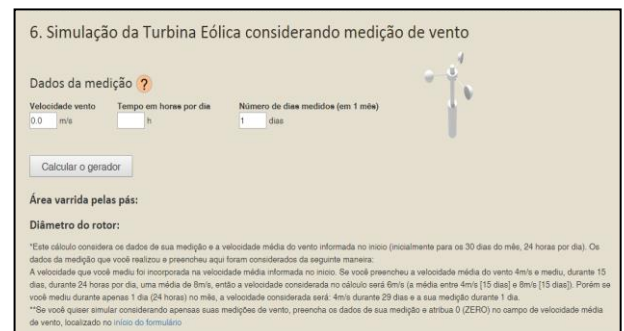 6. Simulação da Turbina Eólica considerando medição de vento
Dados da medição ?
Velocidade vento Tempo em horas por dia Número de dias medidos (em 1 mês)
0.0 m/s h 1 dias
Calcular o gerador
Área varrida pelas pás:
Diâmetro do rotor:
*Este cálculo considera os dados de sua medição e a velocidade média do vento informada no início (inicialmente para os 30 dias do mês, 24 horas por dia). Os
dados da medição que você realizou e preencheu aqui foram considerados da seguinte maneira:
A velocidade que você mediu foi incorporada na velocidade média informada no início. Se você preencheu a velocidade média do vento 4m/s e mediu, durante 15
dias, durante 24 horas por dia, uma média de 8m/s, então a velocidade considerada no cálculo será 6m/s (a média entre 4m/s [15 dias] e 8m/s [15 dias]). Porém se
você mediu durante apenas 1 dia (24 horas) no mês, a velocidade considerada será: 4m/s durante 29 dias e a sua medição durante 1 dia.
**Se você quiser simular considerando apenas suas medições de vento, preencha os dados de sua medição e atribua 0 (ZERO) no campo de velocidade média
de vento, localizado no início do formulário